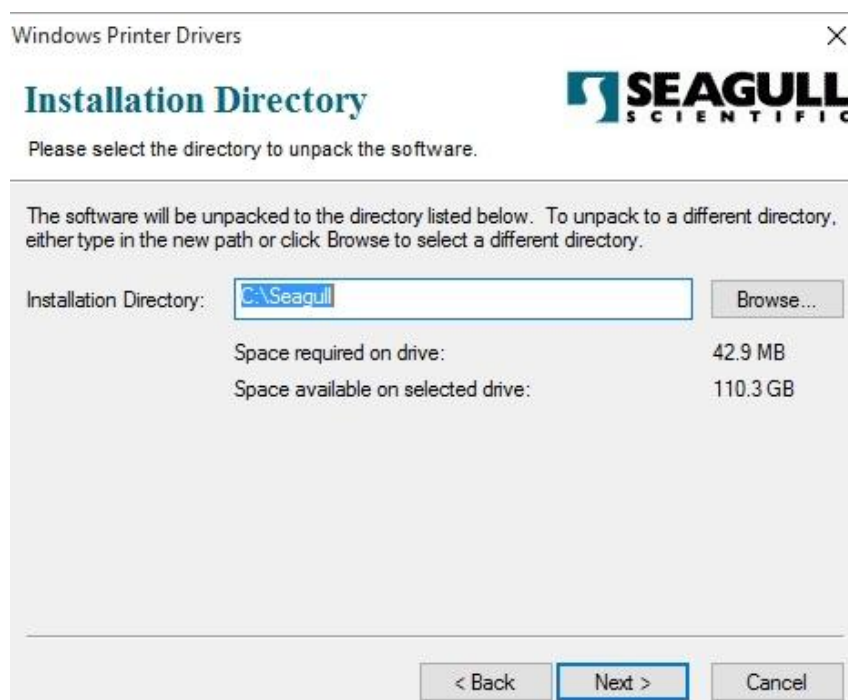 Windows Printer Drivers
Installation Directory
SEAGULL
SCIENTIFIC
Please select the directory to unpack the software.
The software will be unpacked to the directory listed below. To unpack to a different directory,
either type in the new path or click Browse to select a different directory.
Installation Directory: C:\Seagull Browse...
Space required on drive: 42.9 MB
Space available on selected drive: 110.3 GB
< Back Next > Cancel